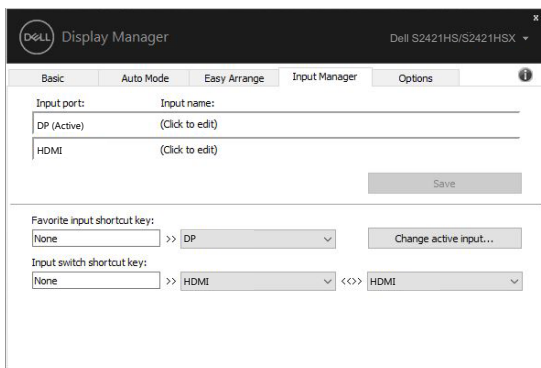 x
DELL Display Manager
Dell S2421HS/S2421HSX
Basic Auto Mode Easy Arrange Input Manager Options
Input port: Input name:
DP (Active) (Click to edit)
HDMI (Click to edit)
Save
Favorite input shortcut key:
None >> DP Change active input...
Input switch shortcut key:
None >> HDMI <<>> HDMI